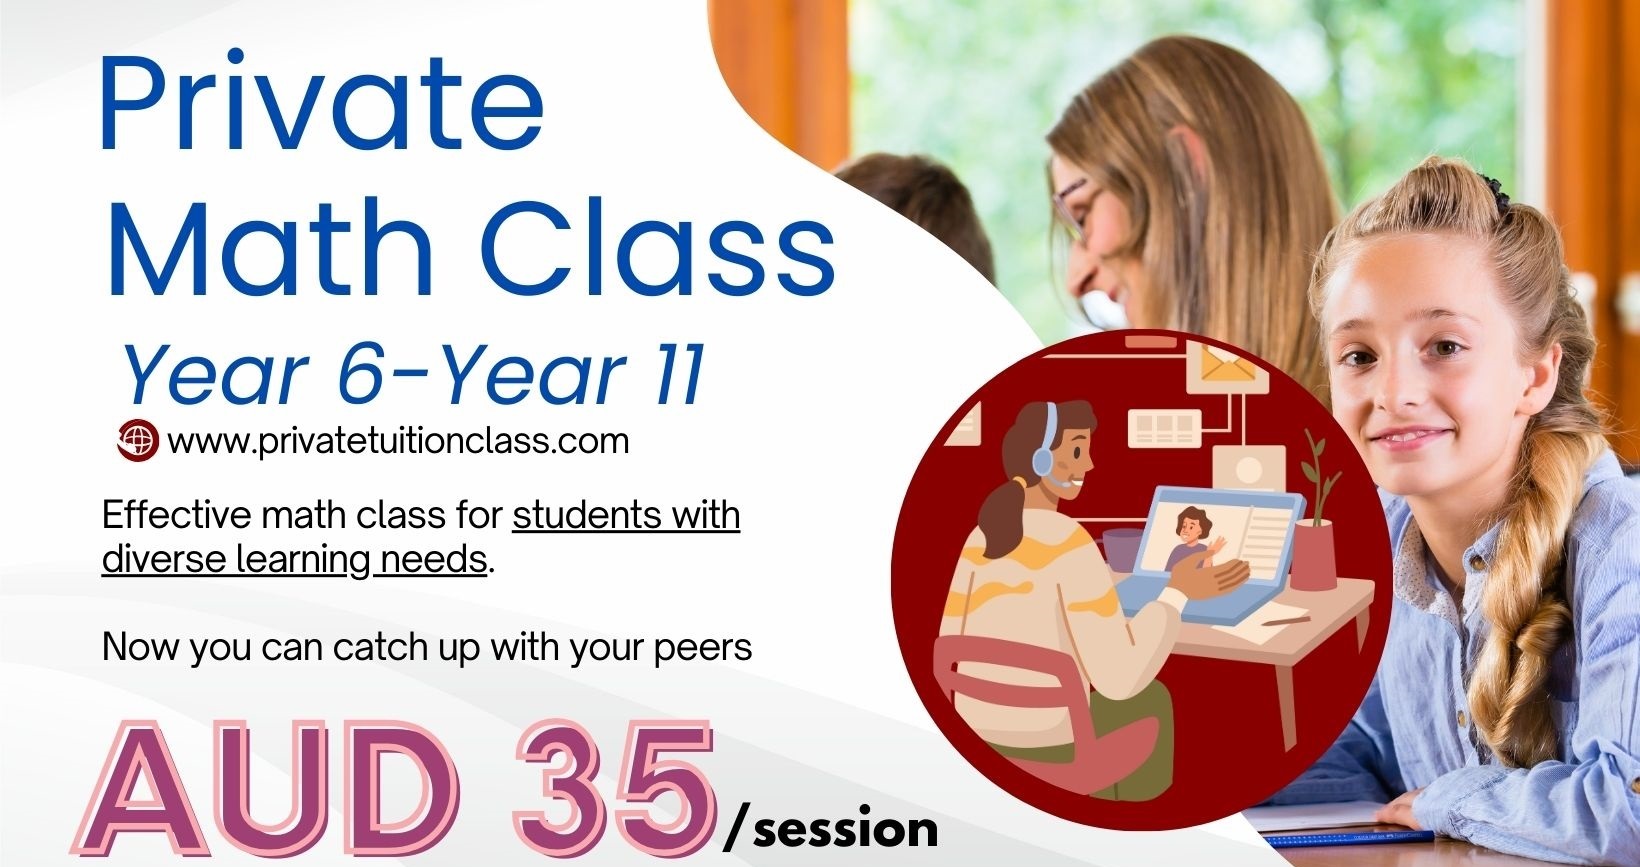 Private
Math Class
Year 6-Year 11
www.privatetuitionclass.com
Effective math class for students with
diverse learning needs.
Now you can catch up with your peers
AUD 35/session